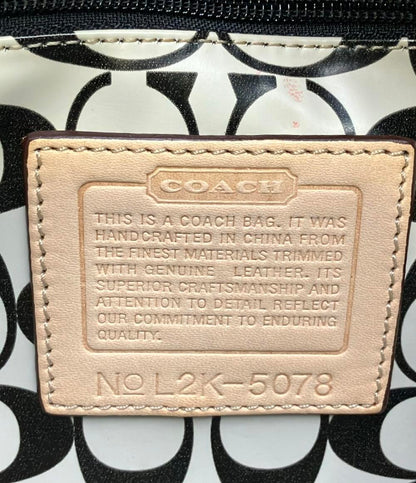 COACH
THIS IS A COACH BAG. IT WAS
HANDCRAFTED IN CHINA FROM
THE FINEST MATERIALS TRIMMED
WITH GENUINE LEATHER. ITS
SUPERIOR CRAFTSMANSHIP AND
ATTENTION TO DETAIL REFLECT
OUR COMMITMENT TO ENDURING
QUALITY.
No L2K-5078